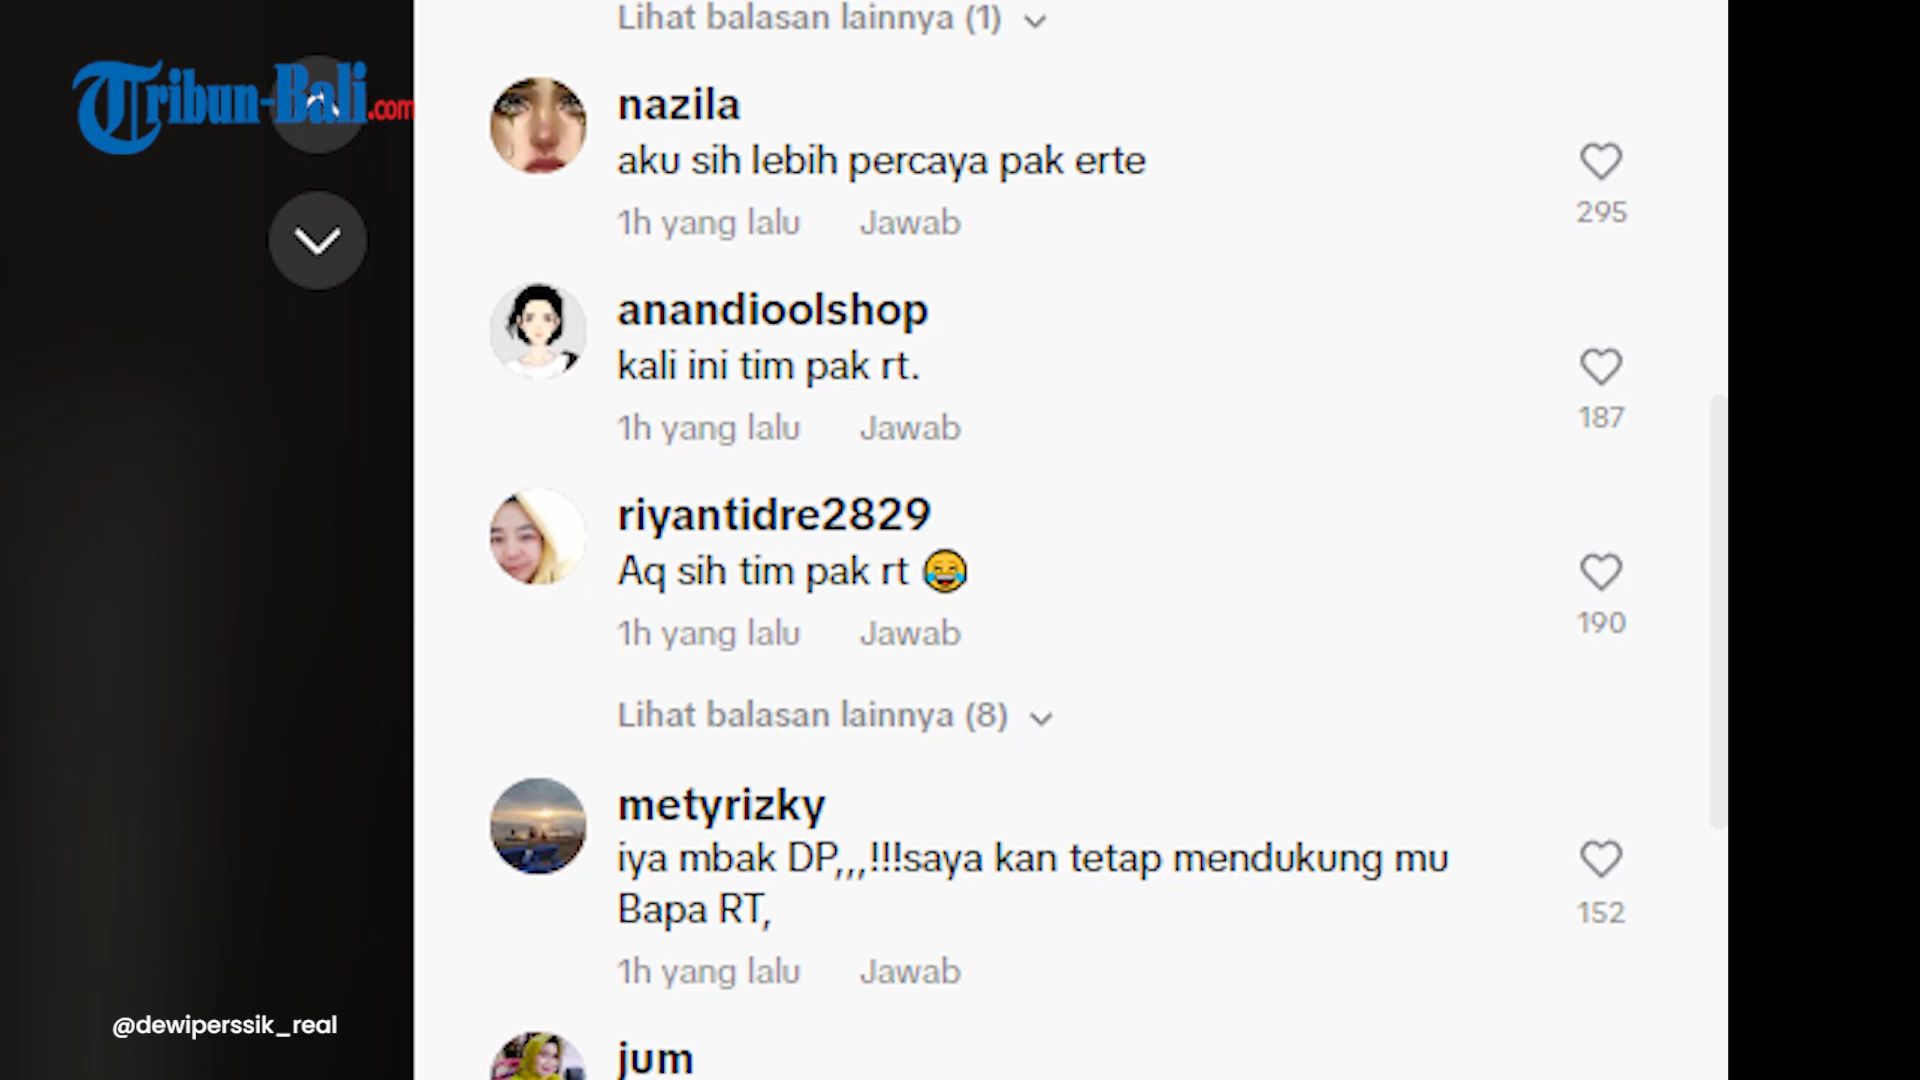 Lihat balasan lainnya (1)
Tribun-Bali.com
nazila
aku sih lebih percaya pak erte
1h yang lalu Jawab
295
anandioolshop
kali ini tim pak rt.
1h yang lalu Jawab
187
riyantidre2829
Aq sih tim pak rt 😂
1h yang lalu Jawab
190
Lihat balasan lainnya (8)
metyrizky
iya mbak DP,,,!!!saya kan tetap mendukung mu
Bapa RT,
1h yang lalu Jawab
152
@dewiperssik_real
jum